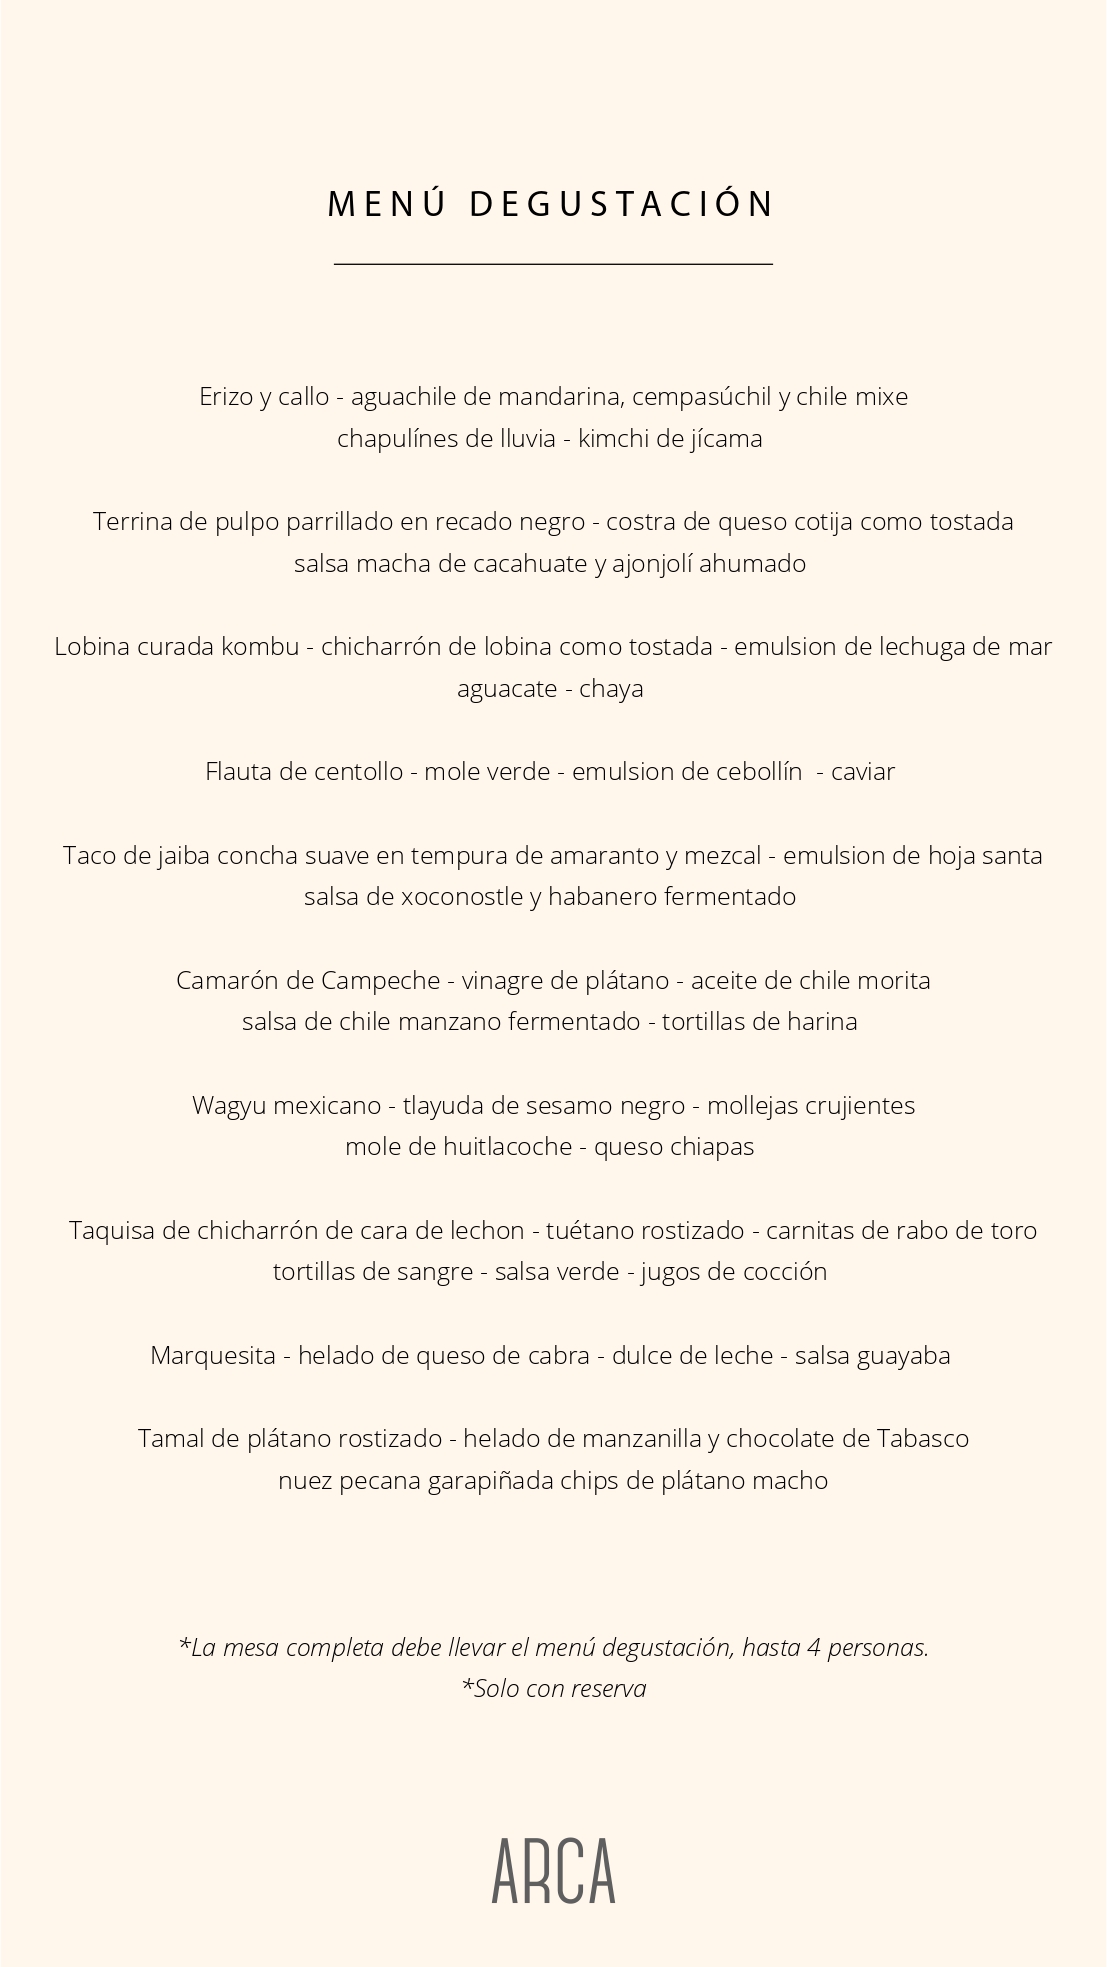 MENÚ DEGUSTACIÓN
Erizo y callo - aguachile de mandarina, cempasúchil y chile mixe
chapulínes de lluvia - kimchi de jícama
Terrina de pulpo parrillado en recado negro - costra de queso cotija como tostada
salsa macha de cacahuate y ajonjolí ahumado
Lobina curada kombu - chicharrón de lobina como tostada - emulsion de lechuga de mar
aguacate - chaya
Flauta de centollo - mole verde - emulsion de cebollín  - caviar
Taco de jaiba concha suave en tempura de amaranto y mezcal - emulsion de hoja santa
salsa de xoconostle y habanero fermentado
Camarón de Campeche - vinagre de plátano - aceite de chile morita
salsa de chile manzano fermentado - tortillas de harina
Wagyu mexicano - tlayuda de sesamo negro - mollejas crujientes
mole de huitlacoche - queso chiapas
Taquisa de chicharrón de cara de lechon - tuétano rostizado - carnitas de rabo de toro
tortillas de sangre - salsa verde - jugos de cocción
Marquesita - helado de queso de cabra - dulce de leche - salsa guayaba
Tamal de plátano rostizado - helado de manzanilla y chocolate de Tabasco
nuez pecana garapiñada chips de plátano macho
*La mesa completa debe llevar el menú degustación, hasta 4 personas.
*Solo con reserva
ARCA